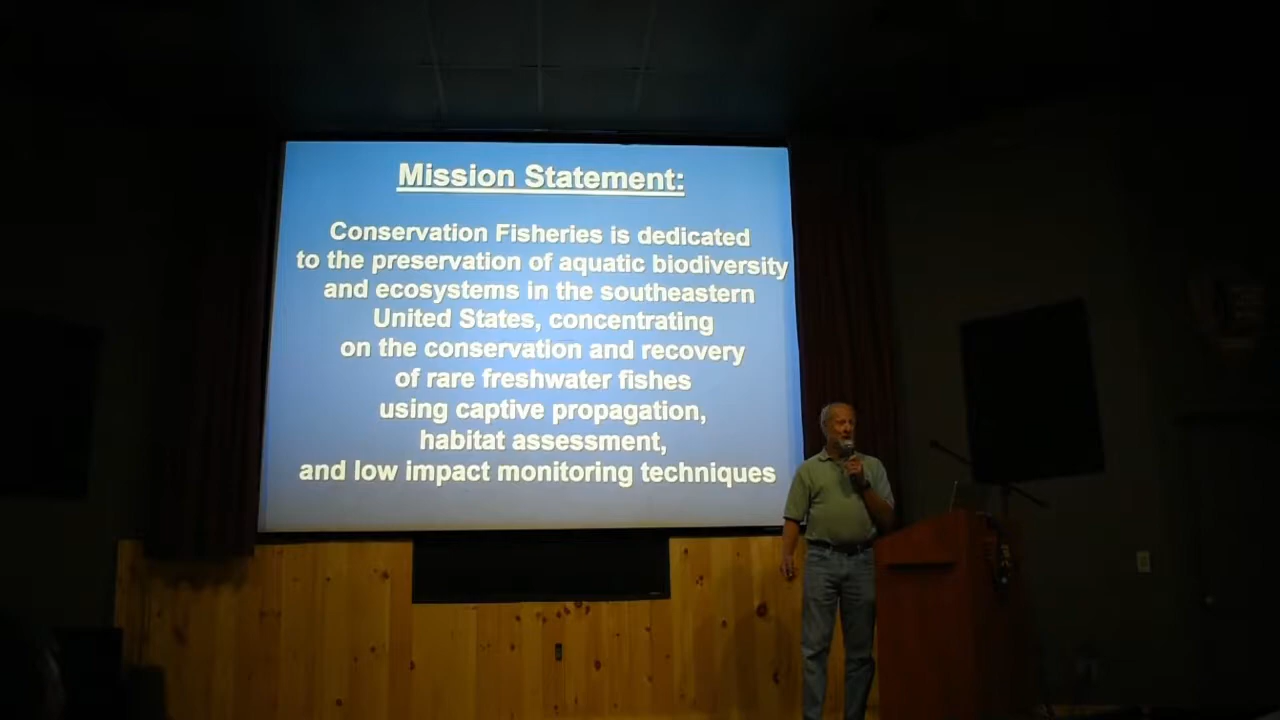 Mission Statement:
Conservation Fisheries is dedicated
to the preservation of aquatic biodiversity
and ecosystems in the southeastern
United States, concentrating
on the conservation and recovery
of rare freshwater fishes
using captive propagation,
habitat assessment,
and low impact monitoring techniques